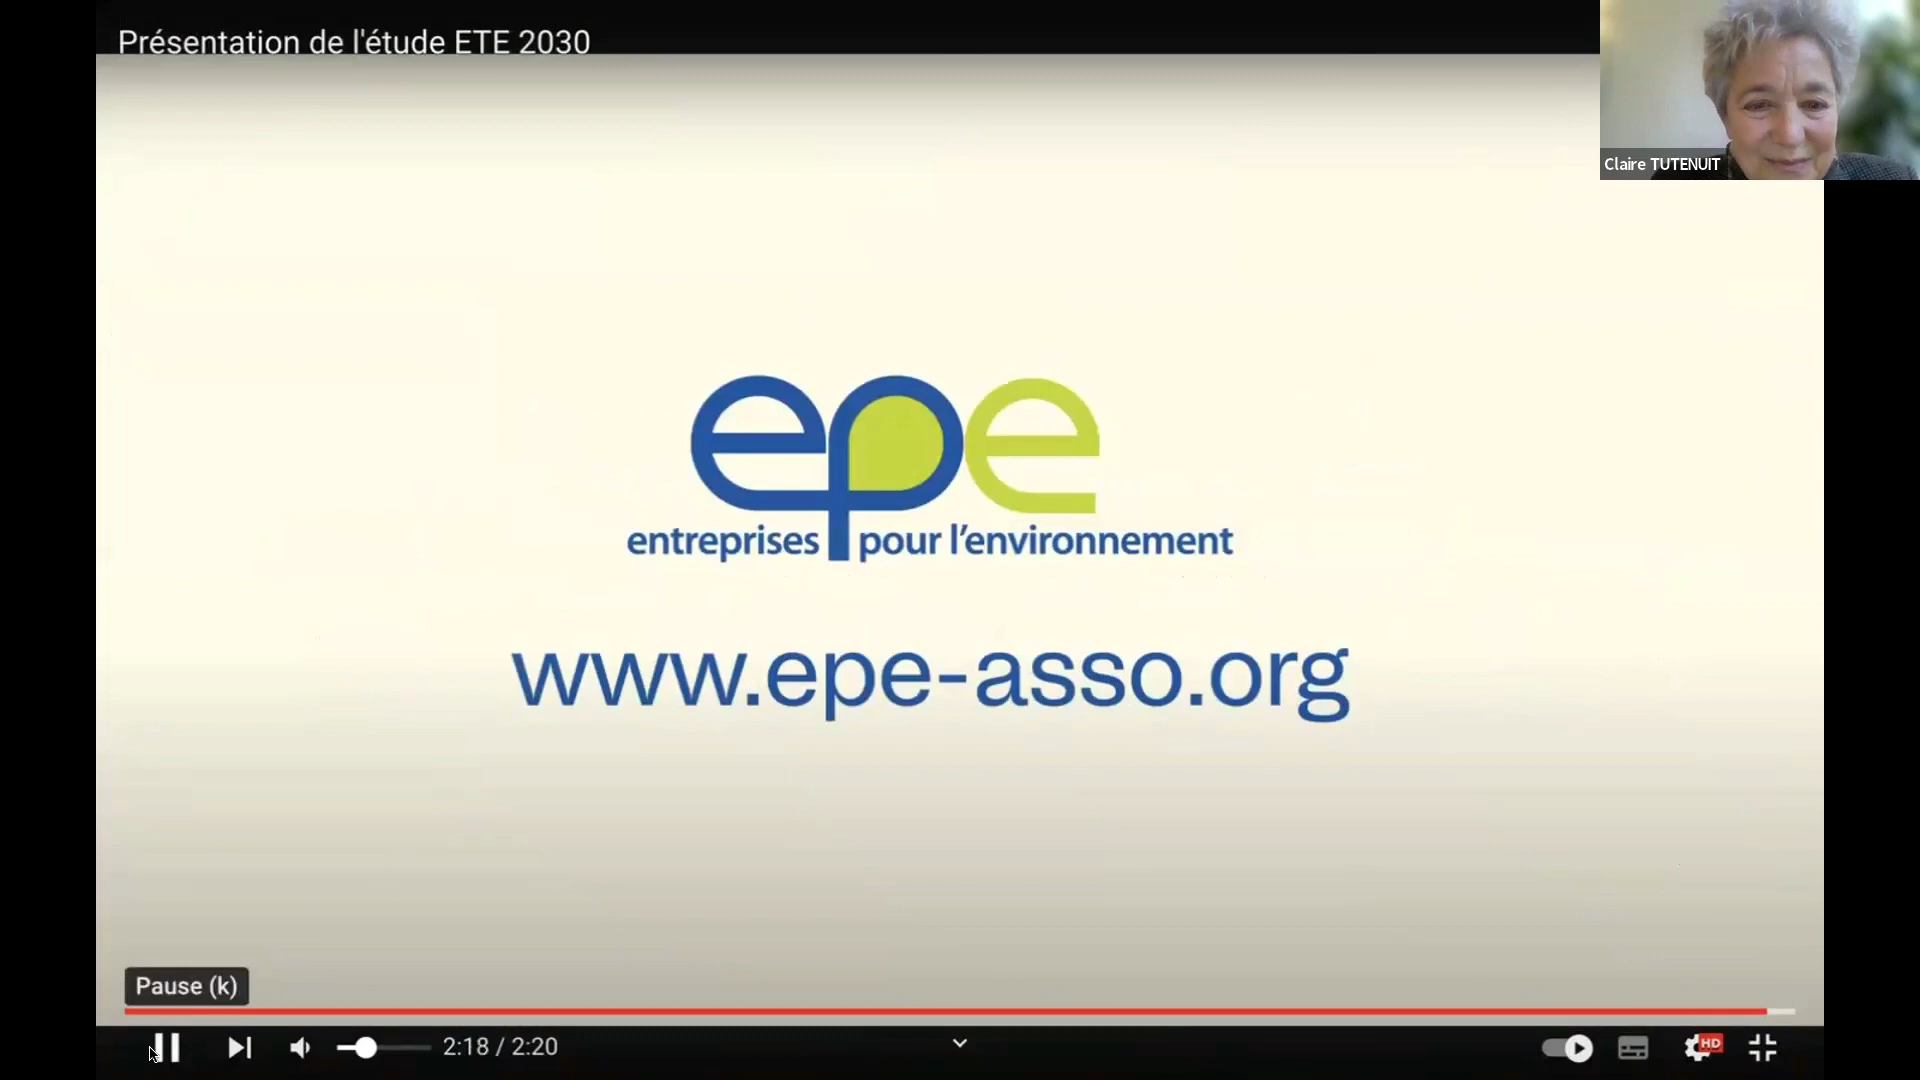 Présentation de l'étude ETE 2030
Claire TUTENUIT
epe
entreprises pour l'environnement
www.epe-asso.org
Pause (k)
2:18 / 2:20
HD